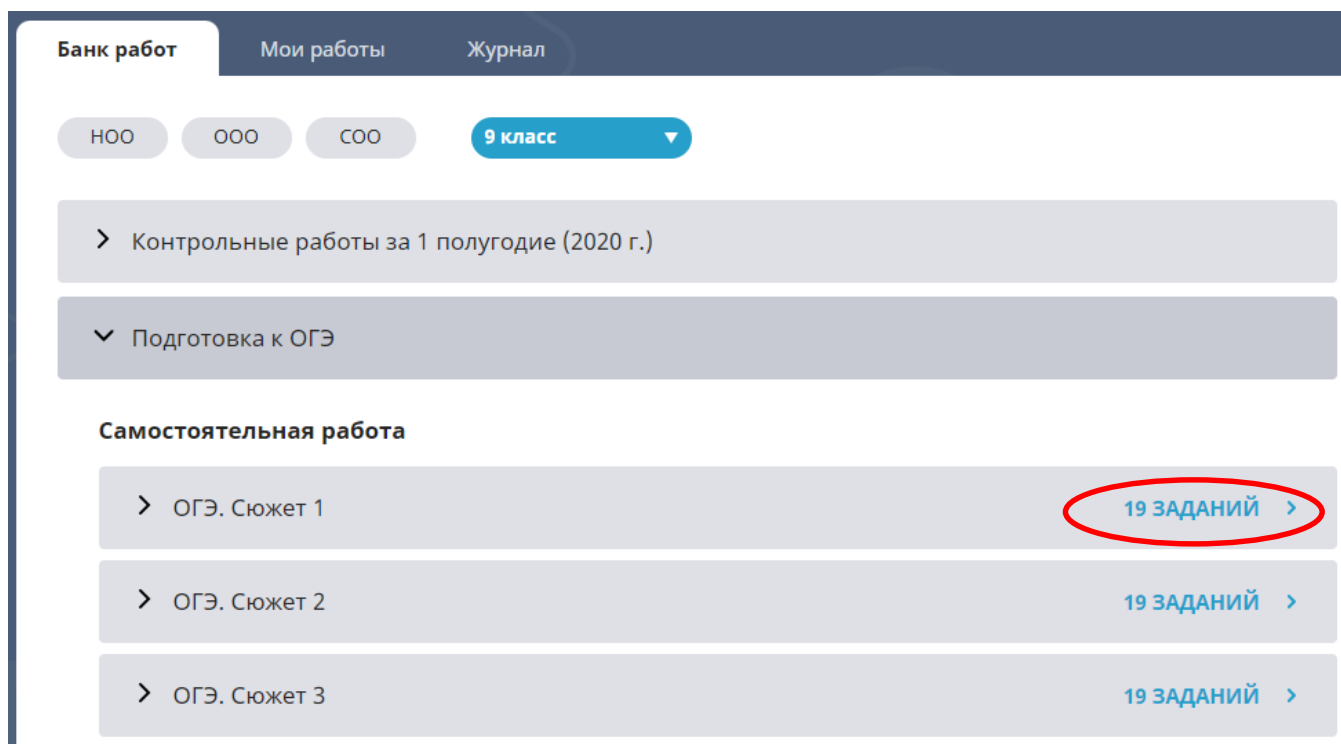 Банк работ Мои работы Журнал
НОО ООО СОО 9 класс
Контрольные работы за 1 полугодие (2020 г.)
Подготовка к ОГЭ
Самостоятельная работа
ОГЭ. Сюжет 1 19 ЗАДАНИЙ
ОГЭ. Сюжет 2 19 ЗАДАНИЙ
ОГЭ. Сюжет 3 19 ЗАДАНИЙ